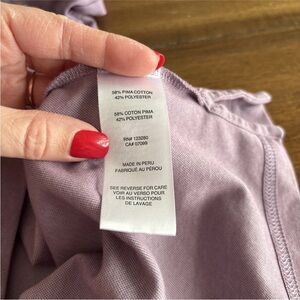 58% PIMA COTTON
42% POLYESTER
58% COTON PIMA
42% POLYESTER
RN# 133280
CA# 07099
MADE IN PERU
FABRIQUÉ AU PÉROU
SEE REVERSE FOR CARE
VOIR AU VERSO POUR
LES INSTRUCTIONS
DE LAVAGE